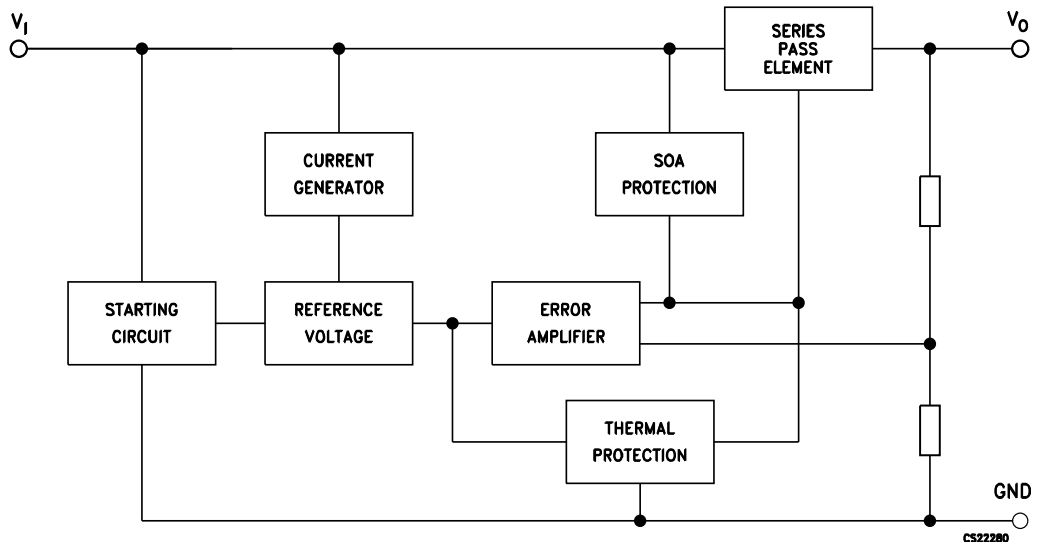 VI
VO
SERIES
PASS
ELEMENT
CURRENT
GENERATOR
SOA
PROTECTION
STARTING
CIRCUIT
REFERENCE
VOLTAGE
ERROR
AMPLIFIER
THERMAL
PROTECTION
GND
CS22280